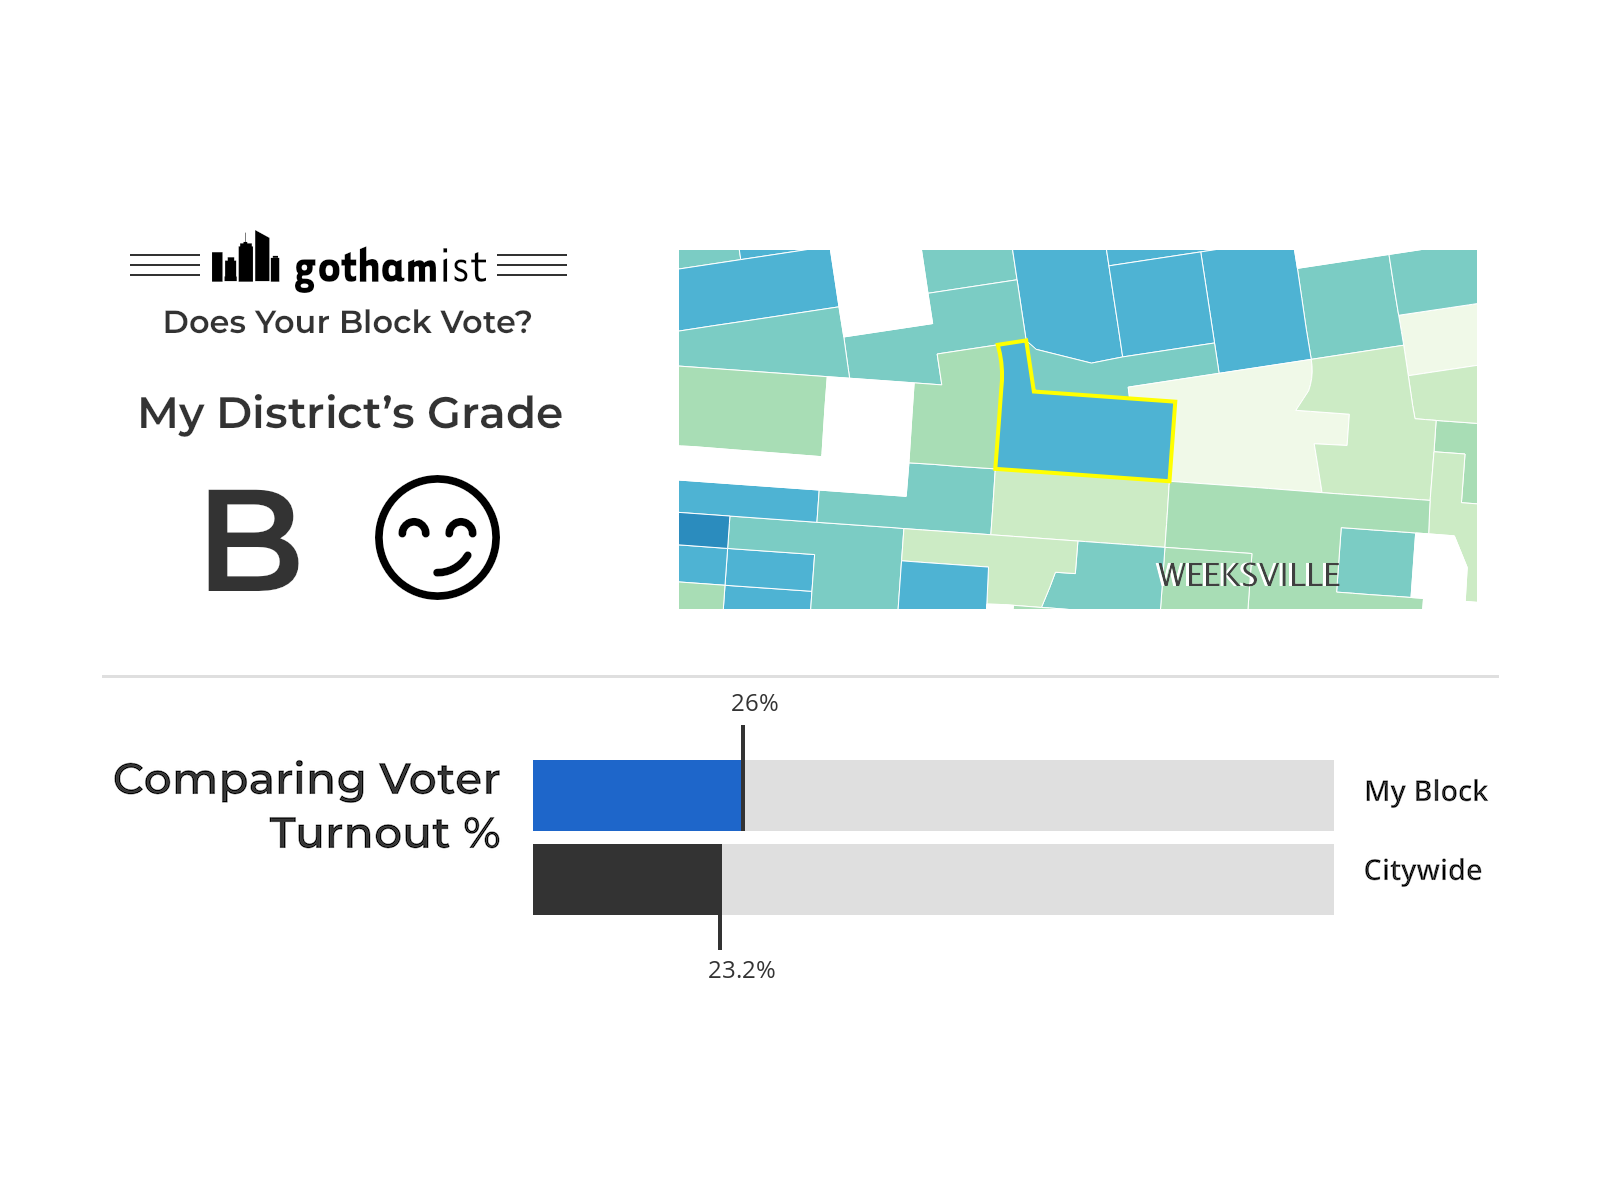 gothamist
Does Your Block Vote?
My District’s Grade
B
WEEKSVILLE
26%
Comparing Voter
Turnout %
My Block
Citywide
23.2%